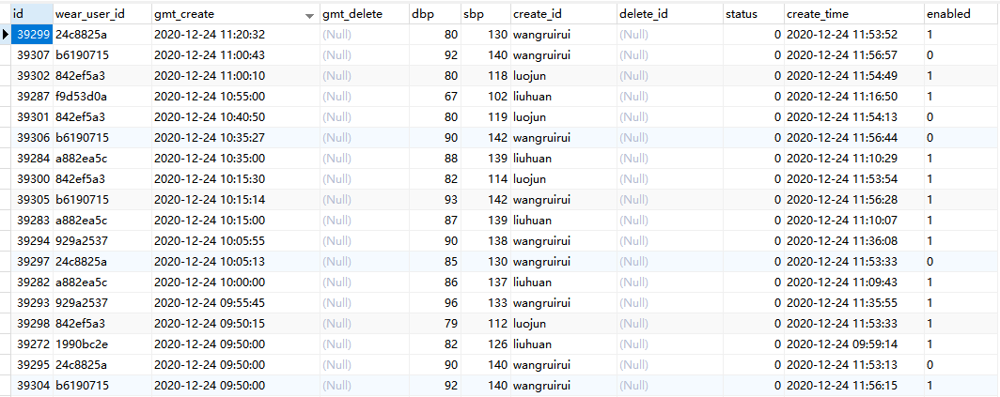 id wear_user_id gmt_create gmt_delete dbp sbp create_id delete_id status create_time enabled
39299 24c8825a 2020-12-24 11:20:32 (Null) 80 130 wangruirui (Null) 0 2020-12-24 11:53:52 1
39307 b6190715 2020-12-24 11:00:43 (Null) 92 140 wangruirui (Null) 0 2020-12-24 11:56:57 0
39302 842ef5a3 2020-12-24 11:00:10 (Null) 80 118 luojun (Null) 0 2020-12-24 11:54:49 1
39287 f9d53d0a 2020-12-24 10:55:00 (Null) 67 102 liuhuan (Null) 0 2020-12-24 11:16:50 1
39301 842ef5a3 2020-12-24 10:40:50 (Null) 80 119 luojun (Null) 0 2020-12-24 11:54:13 0
39306 b6190715 2020-12-24 10:35:27 (Null) 90 142 wangruirui (Null) 0 2020-12-24 11:56:44 0
39284 a882ea5c 2020-12-24 10:35:00 (Null) 88 139 liuhuan (Null) 0 2020-12-24 11:10:29 1
39300 842ef5a3 2020-12-24 10:15:30 (Null) 82 114 luojun (Null) 0 2020-12-24 11:53:54 1
39305 b6190715 2020-12-24 10:15:14 (Null) 93 142 wangruirui (Null) 0 2020-12-24 11:56:28 1
39283 a882ea5c 2020-12-24 10:15:00 (Null) 87 139 liuhuan (Null) 0 2020-12-24 11:10:07 1
39294 929a2537 2020-12-24 10:05:55 (Null) 90 138 wangruirui (Null) 0 2020-12-24 11:36:08 1
39297 24c8825a 2020-12-24 10:05:13 (Null) 85 130 wangruirui (Null) 0 2020-12-24 11:53:33 0
39282 a882ea5c 2020-12-24 10:00:00 (Null) 86 137 liuhuan (Null) 0 2020-12-24 11:09:43 1
39293 929a2537 2020-12-24 09:55:45 (Null) 96 133 wangruirui (Null) 0 2020-12-24 11:35:55 1
39298 842ef5a3 2020-12-24 09:50:15 (Null) 79 112 luojun (Null) 0 2020-12-24 11:53:33 1
39272 1990bc2e 2020-12-24 09:50:00 (Null) 82 126 liuhuan (Null) 0 2020-12-24 09:59:14 1
39295 24c8825a 2020-12-24 09:50:00 (Null) 90 140 wangruirui (Null) 0 2020-12-24 11:53:13 0
39304 b6190715 2020-12-24 09:50:00 (Null) 92 140 wangruirui (Null) 0 2020-12-24 11:56:15 1